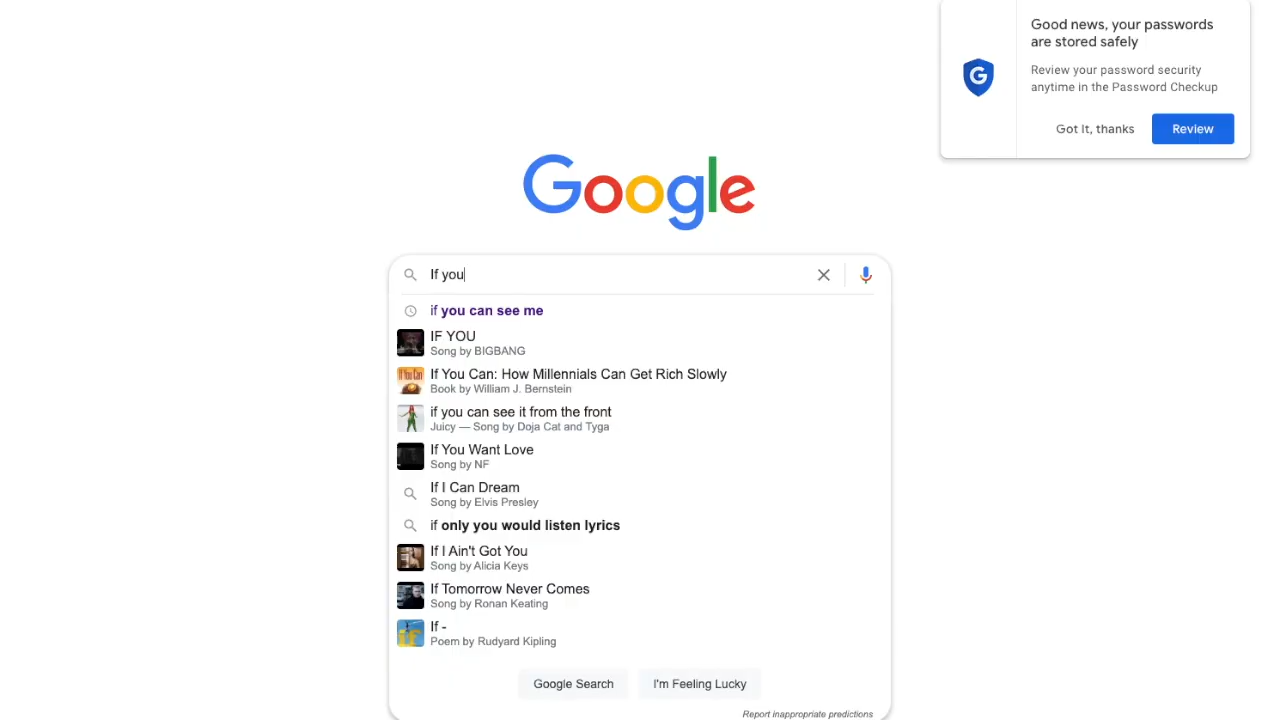 Good news, your passwords
are stored safely
Review your password security
anytime in the Password Checkup
Got It, thanks
Review
Google
If you
if you can see me
IF YOU
Song by BIGBANG
If You Can: How Millennials Can Get Rich Slowly
Book by William J. Bernstein
if you can see it from the front
Juicy — Song by Doja Cat and Tyga
If You Want Love
Song by NF
If I Can Dream
Song by Elvis Presley
if only you would listen lyrics
If I Ain't Got You
Song by Alicia Keys
If Tomorrow Never Comes
Song by Ronan Keating
If -
Poem by Rudyard Kipling
Google Search
I'm Feeling Lucky
Report inappropriate predictions